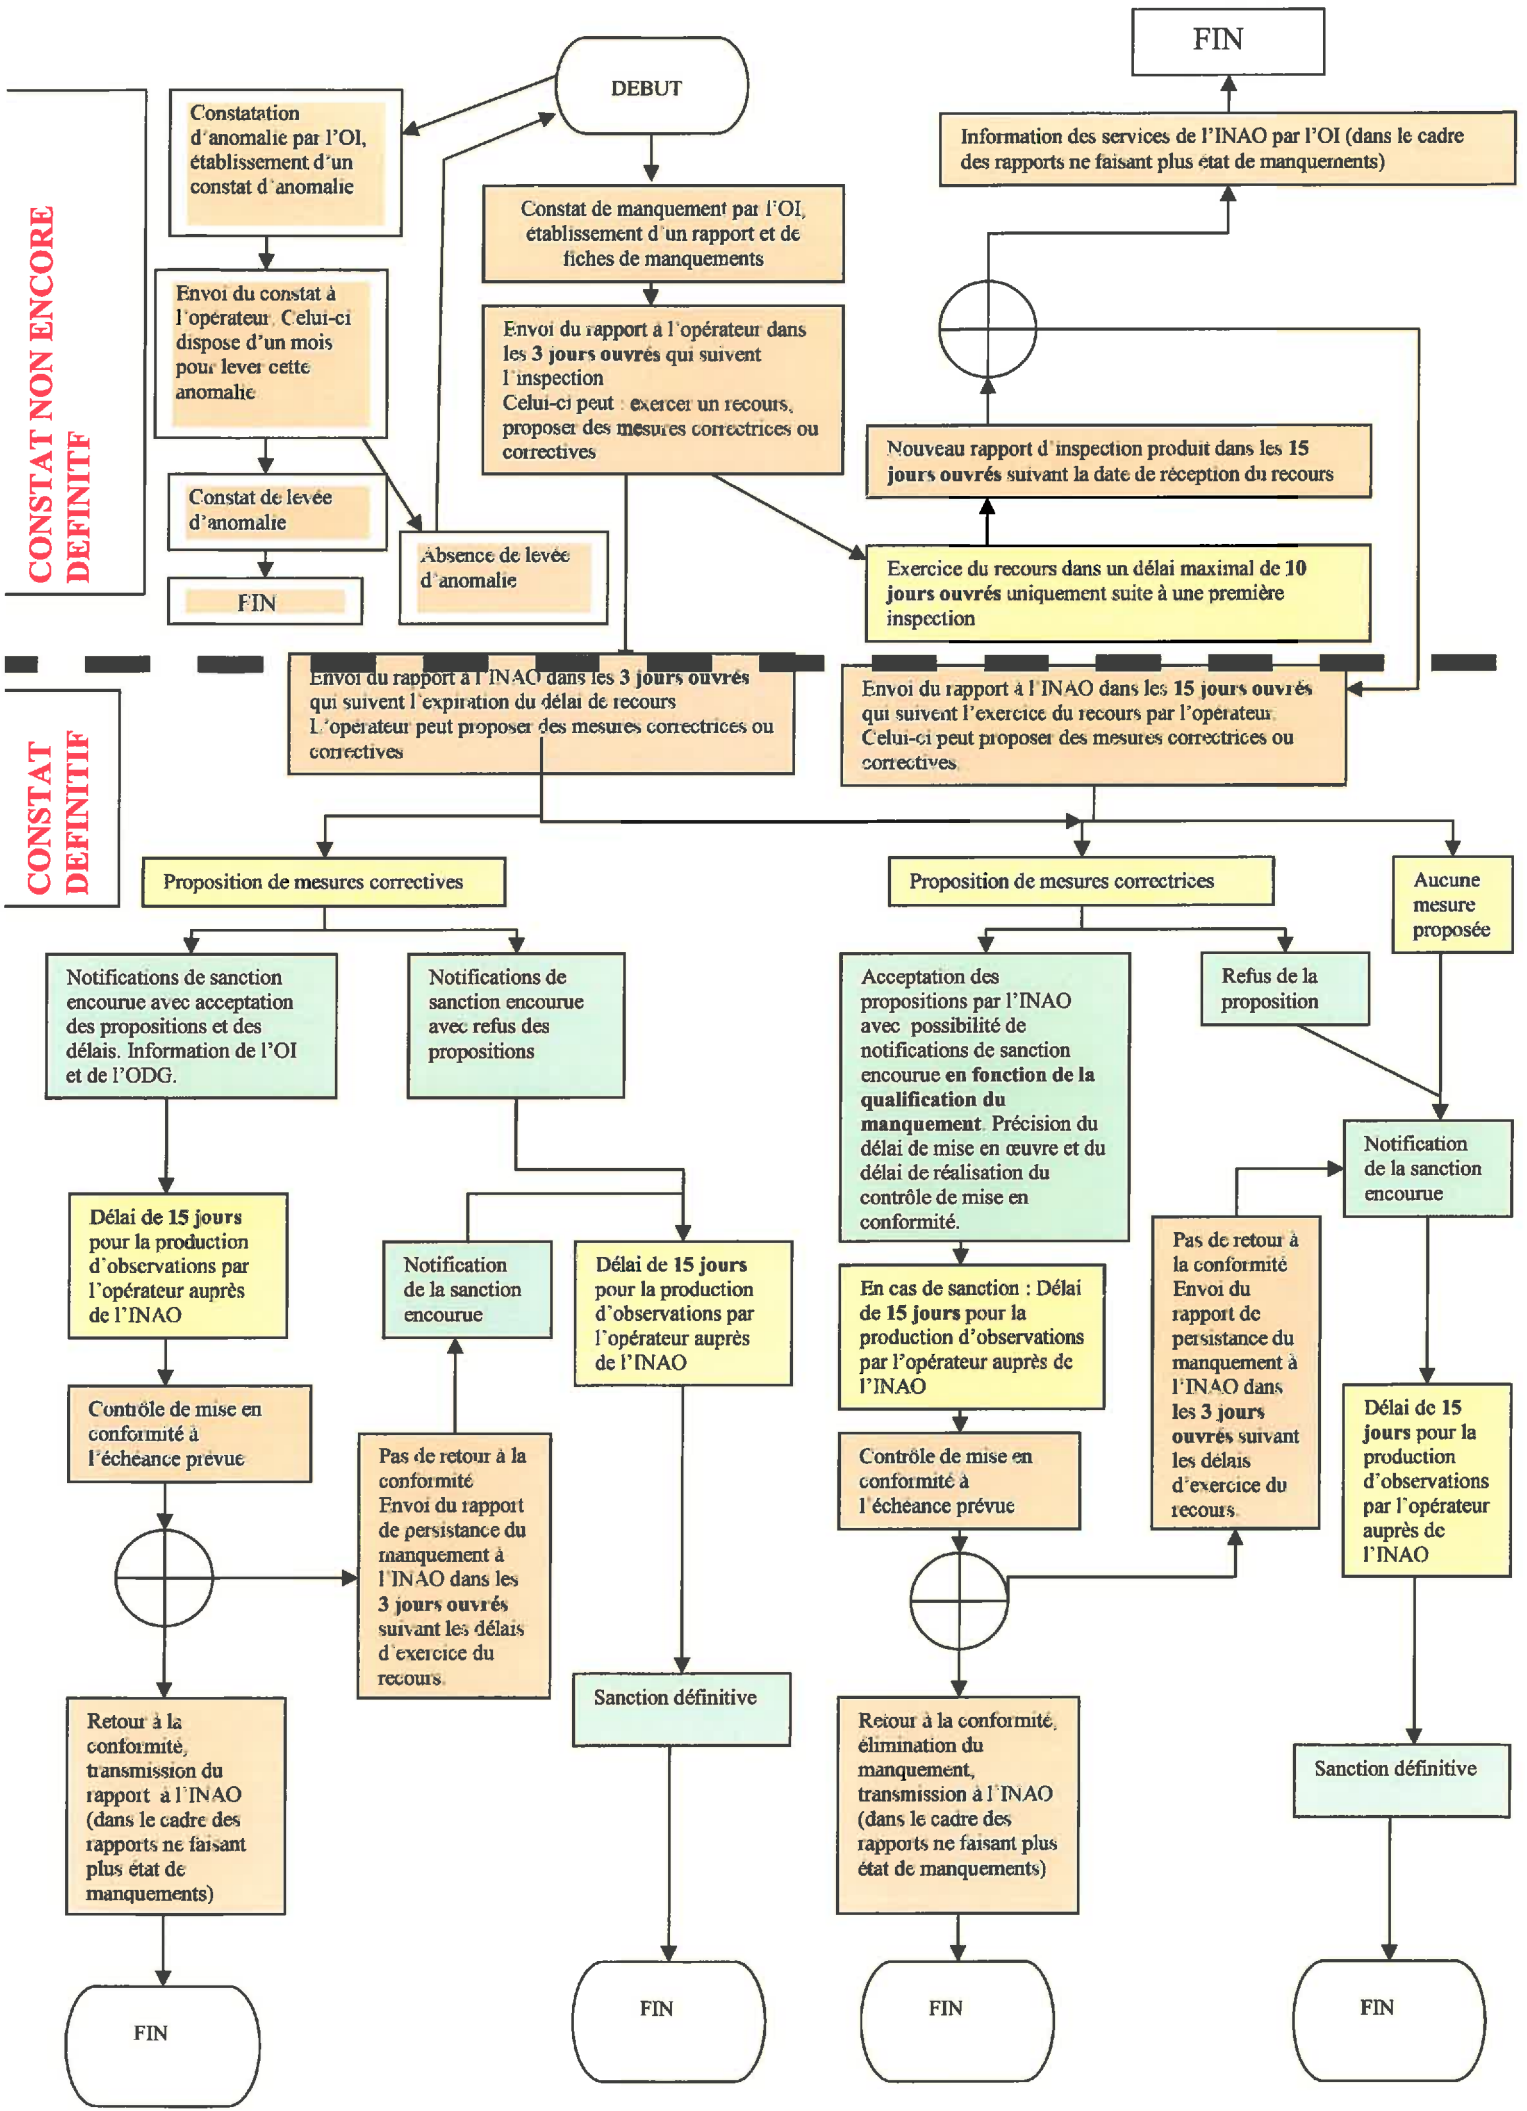 FIN
DEBUT
CONSTAT NON ENCORE
DEFINITF
Constatation
d'anomalie par l'OI,
établissement d'un
constat d'anomalie
Information des services de l'INAO par l'OI (dans le cadre
des rapports ne faisant plus état de manquements)
Constat de manquement par l'OI,
établissement d'un rapport et de
fiches de manquements
Envoi du constat à
l'opérateur. Celui-ci
dispose d'un mois
pour lever cette
anomalie
Envoi du rapport à l'opérateur dans
les 3 jours ouvrés qui suivent
l'inspection
Celui-ci peut : exercer un recours,
proposer des mesures correctrices ou
correctives
Nouveau rapport d'inspection produit dans les 15
jours ouvrés suivant la date de réception du recours
Constat de levée
d'anomalie
Absence de levée
d'anomalie
Exercice du recours dans un délai maximal de 10
jours ouvrés uniquement suite à une première
inspection
FIN
CONSTAT
DEFINITIF
Envoi du rapport à l'INAO dans les 3 jours ouvrés
qui suivent l'expiration du délai de recours
L'opérateur peut proposer des mesures correctrices ou
correctives
Envoi du rapport à l'INAO dans les 15 jours ouvrés
qui suivent l'exercice du recours par l'opérateur.
Celui-ci peut proposer des mesures correctrices ou
correctives.
Proposition de mesures correctives
Proposition de mesures correctrices
Aucune
mesure
proposée
Notifications de sanction
encourue avec acceptation
des propositions et des
délais. Information de l'OI
et de l'ODG.
Notifications de
sanction encourue
avec refus des
propositions
Acceptation des
propositions par l'INAO
avec possibilité de
notifications de sanction
encourue en fonction de la
qualification du
manquement. Précision du
délai de mise en œuvre et du
délai de réalisation du
contrôle de mise en
conformité.
Refus de la
proposition
Notification
de la sanction
encourue
Délai de 15 jours
pour la production
d'observations par
l'opérateur auprès
de l'INAO
Notification
de la sanction
encourue
Délai de 15 jours
pour la production
d'observations par
l'opérateur auprès
de l'INAO
En cas de sanction : Délai
de 15 jours pour la
production d'observations
par l'opérateur auprès de
l'INAO
Pas de retour à
la conformité
Envoi du
rapport de
persistance du
manquement à
l'INAO dans
les 3 jours
ouvrés suivant
les délais
d'exercice du
recours.
Délai de 15
jours pour la
production
d'observations
par l'opérateur
auprès de
l'INAO
Contrôle de mise en
conformité à
l'échéance prévue
Pas de retour à la
conformité
Envoi du rapport
de persistance du
manquement à
l'INAO dans les
3 jours ouvrés
suivant les délais
d'exercice du
recours.
Contrôle de mise en
conformité à
l'échéance prévue
Sanction définitive
Retour à la
conformité,
transmission du
rapport à l'INAO
(dans le cadre des
rapports ne faisant
plus état de
manquements)
Retour à la conformité,
élimination du
manquement,
transmission à l'INAO
(dans le cadre des
rapports ne faisant plus
état de manquements)
Sanction définitive
FIN
FIN
FIN
FIN